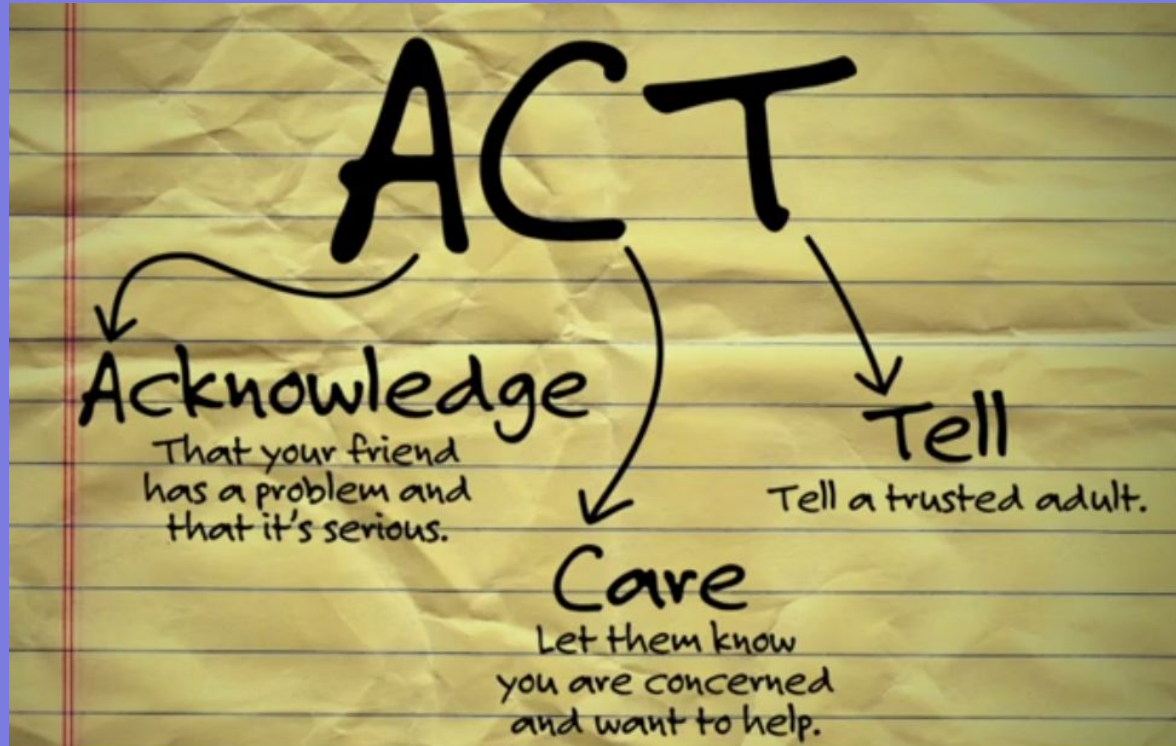 ACT
Acknowledge
That your friend
has a problem and
that it's serious.
Care
Let them know
you are concerned
and want to help.
Tell
Tell a trusted adult.